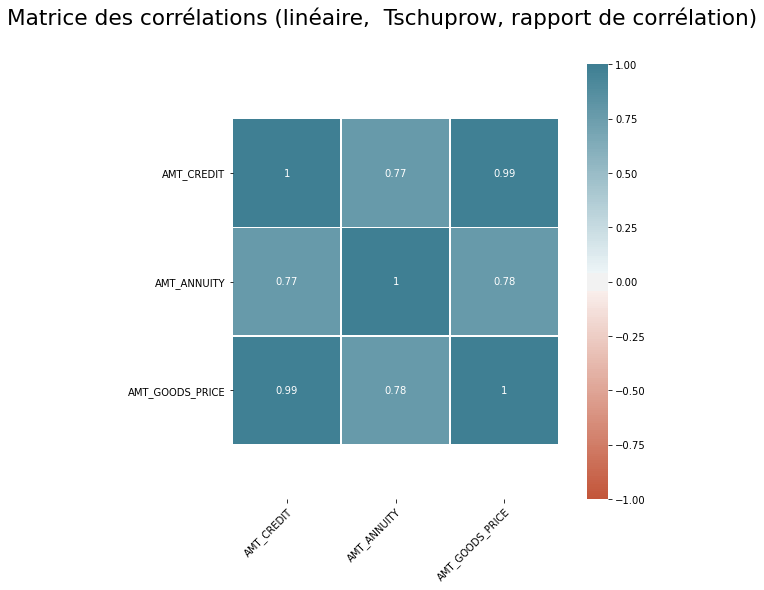 Matrice des corrélations (linéaire,  Tschuprow, rapport de corrélation)
1.00
0.75
0.50
0.25
0.00
−0.25
−0.50
−0.75
−1.00
AMT_CREDIT
1
0.77
0.99
AMT_ANNUITY
0.77
1
0.78
AMT_GOODS_PRICE
0.99
0.78
1
AMT_CREDIT
AMT_ANNUITY
AMT_GOODS_PRICE